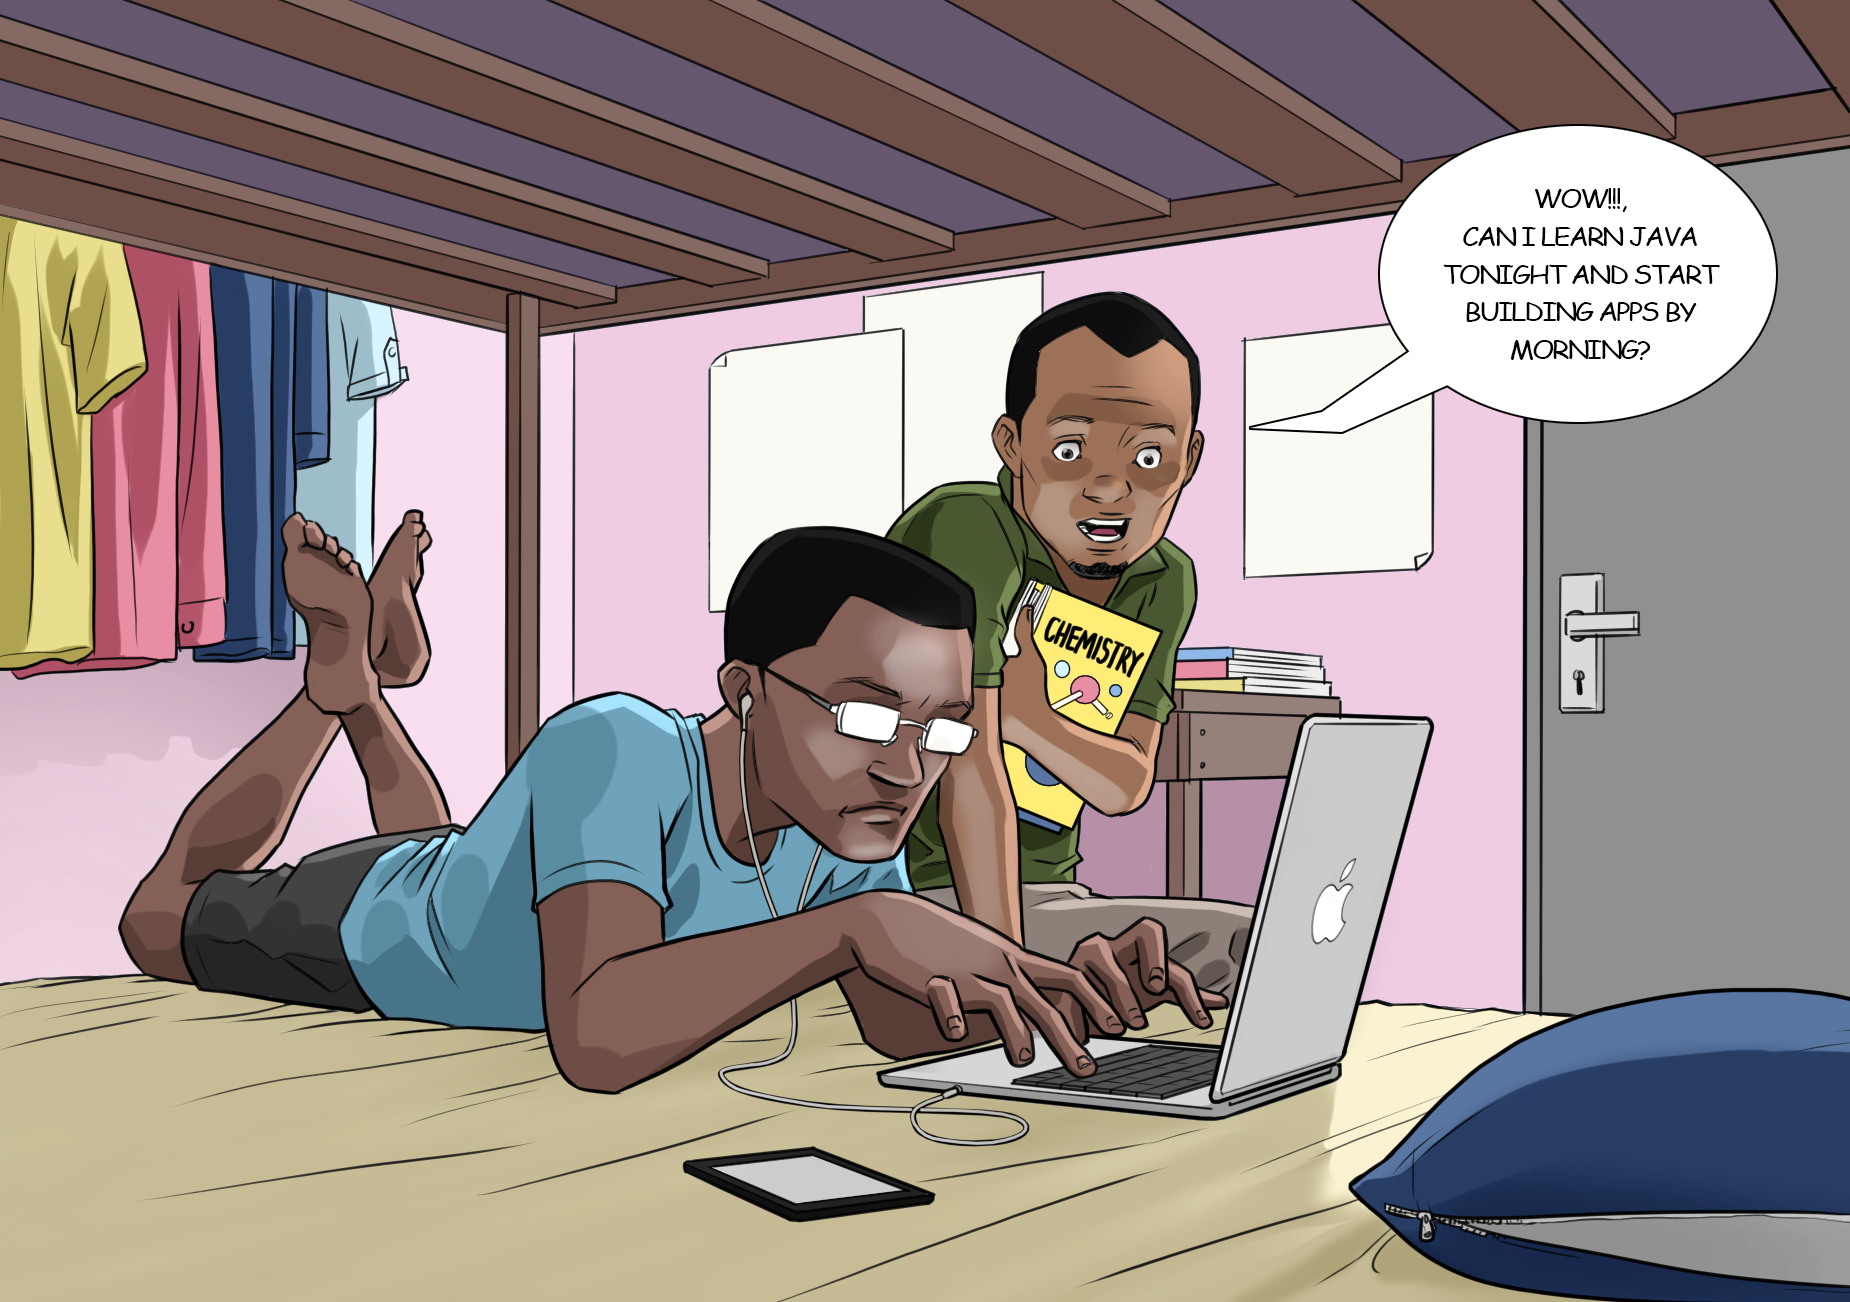 WOW!!!,
CAN I LEARN JAVA
TONIGHT AND START
BUILDING APPS BY
MORNING?
CHEMISTRY